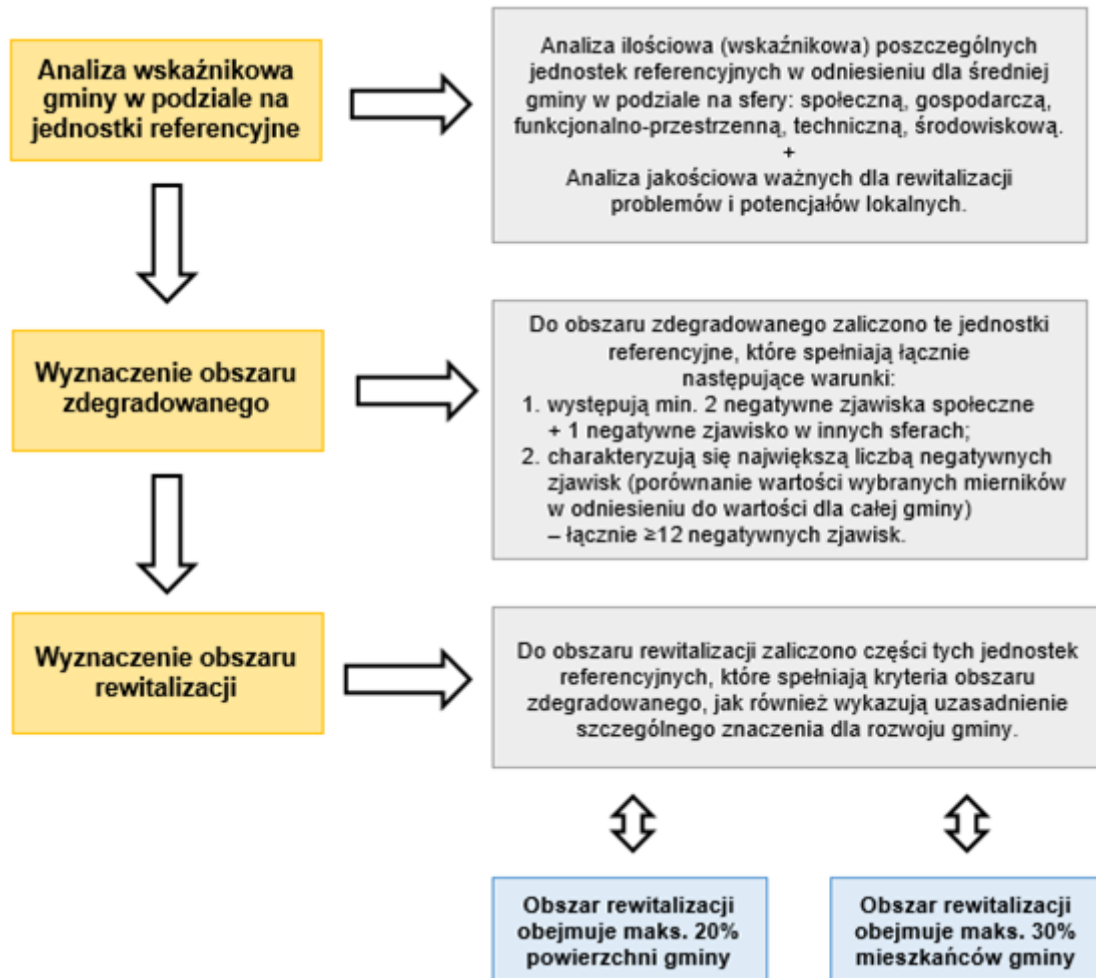 Analiza wskaźnikowa
gminy w podziale na
jednostki referencyjne
Analiza ilościowa (wskaźnikowa) poszczególnych
jednostek referencyjnych w odniesieniu dla średniej
gminy w podziale na sfery: społeczną, gospodarczą,
funkcjonalno-przestrzenną, techniczną, środowiskową.
+
Analiza jakościowa ważnych dla rewitalizacji
problemów i potencjałów lokalnych.
Wyznaczenie obszaru
zdegradowanego
Do obszaru zdegradowanego zaliczono te jednostki
referencyjne, które spełniają łącznie
następujące warunki:
1. występują min. 2 negatywne zjawiska społeczne
+ 1 negatywne zjawisko w innych sferach;
2. charakteryzują się największą liczbą negatywnych
zjawisk (porównanie wartości wybranych mierników
w odniesieniu do wartości dla całej gminy)
– łącznie ≥12 negatywnych zjawisk.
Wyznaczenie obszaru
rewitalizacji
Do obszaru rewitalizacji zaliczono części tych jednostek
referencyjnych, które spełniają kryteria obszaru
zdegradowanego, jak również wykazują uzasadnienie
szczególnego znaczenia dla rozwoju gminy.
Obszar rewitalizacji
obejmuje maks. 20%
powierzchni gminy
Obszar rewitalizacji
obejmuje maks. 30%
mieszkańców gminy